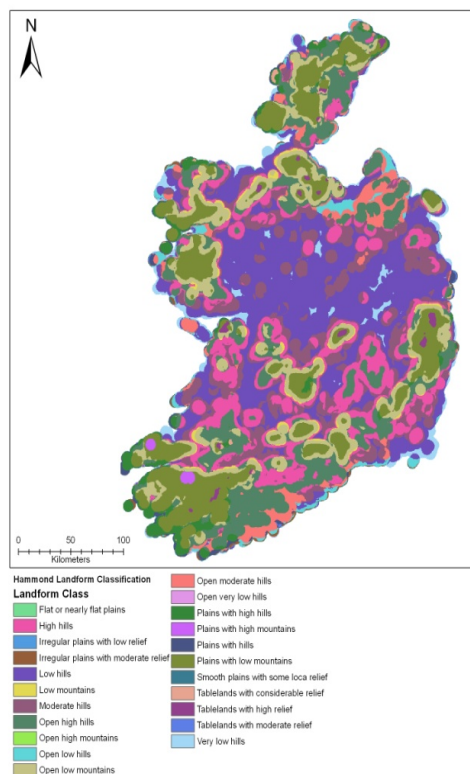 N
0 20 40 60 80 100
Kilometers
Hammond Landform Classification
Landform Class
Flat or nearly flat plains
High hills
Irregular plains with low relief
Irregular plains with moderate relief
Low hills
Low mountains
Moderate hills
Open high hills
Open high mountains
Open low hills
Open low mountains
Open moderate hills
Open very low hills
Plains with high hills
Plains with high mountains
Plains with hills
Plains with low mountains
Smooth plains with some loca relief
Tablelands with considerable relief
Tablelands with high relief
Tablelands with moderate relief
Very low hills